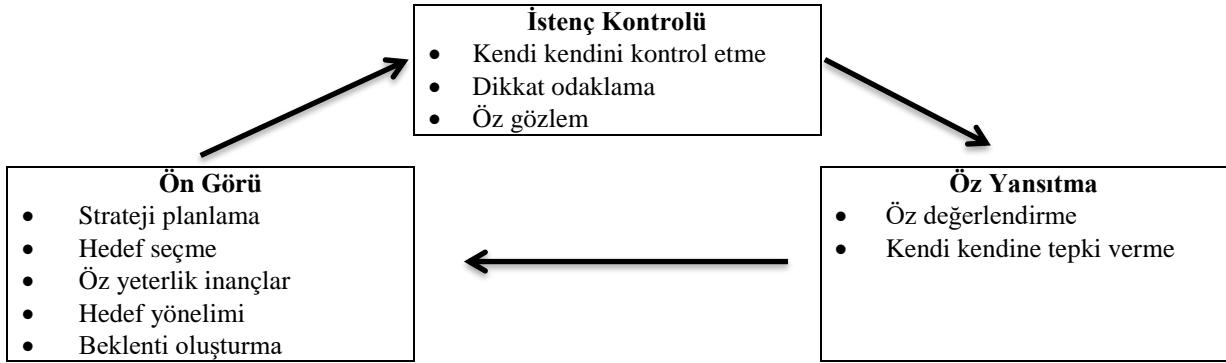 İstenç Kontrolü
• Kendi kendini kontrol etme
• Dikkat odaklama
• Öz gözlem
Ön Görü
• Strateji planlama
• Hedef seçme
• Öz yeterlik inançlar
• Hedef yönelimi
• Beklenti oluşturma
Öz Yansıtma
• Öz değerlendirme
• Kendi kendine tepki verme